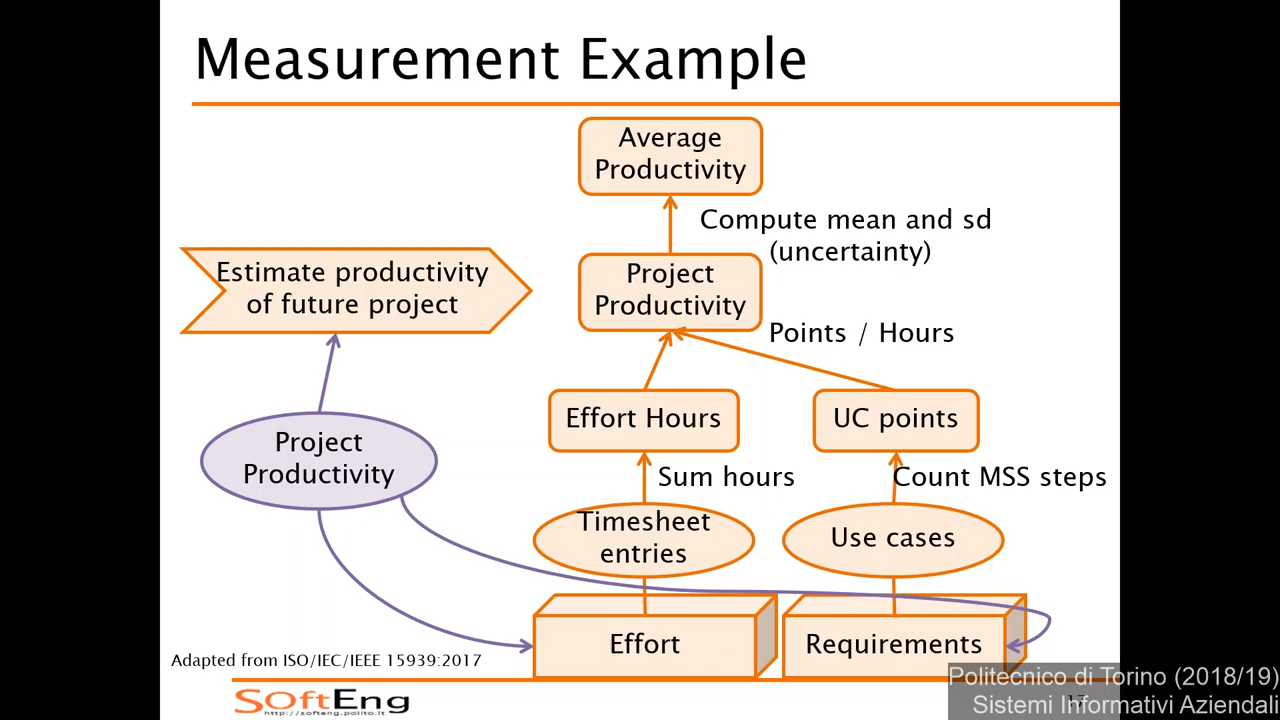 Measurement Example
Average
Productivity
Compute mean and sd
(uncertainty)
Estimate productivity
of future project
Project
Productivity
Points / Hours
Effort Hours
UC points
Project
Productivity
Sum hours
Count MSS steps
Timesheet
entries
Use cases
Effort
Requirements
Adapted from ISO/IEC/IEEE 15939:2017
SoftEng
http://softeng.polito.it
17
Politecnico di Torino (2018/19)
Sistemi Informativi Aziendali